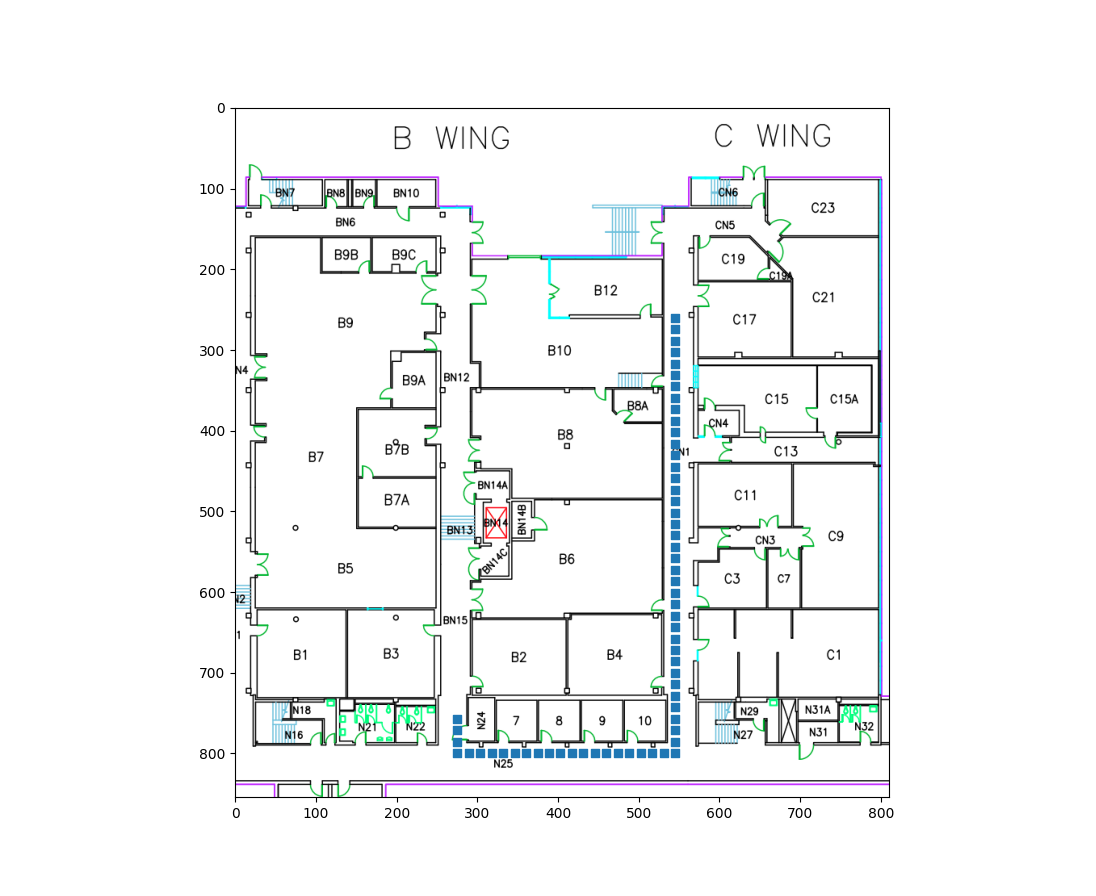 B WING
C WING
0
100
200
300
400
500
600
700
800
BN7
BN8
BN9
BN10
CN6
BN6
CN5
C23
B9B
B9C
C19
C19A
B12
C21
B9
C17
B10
N4
BN12
B9A
C15
C15A
B8A
CN4
B7
B7B
B8
N1
C13
BN14A
B7A
C11
BN13
BN14
BN14B
C9
CN3
B5
BN14C
B6
C3
C7
N2
BN15
1
B1
B3
B2
B4
C1
N18
N16
N21
N22
N24
7
8
9
10
N29
N27
N31A
N31
N32
N25
0
100
200
300
400
500
600
700
800